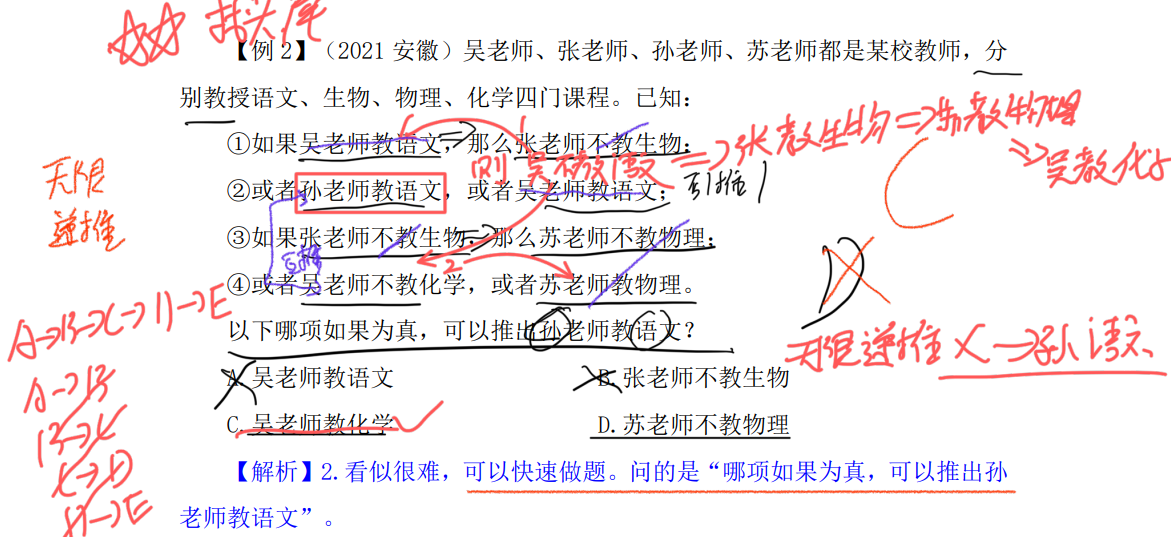 【例 2】（2021 安徽）吴老师、张老师、孙老师、苏老师都是某校教师，分
别教授语文、生物、物理、化学四门课程。已知：
①如果吴老师教语文，那么张老师不教生物；
②或者孙老师教语文，或者吴老师教语文；
③如果张老师不教生物，那么苏老师不教物理；
④或者吴老师不教化学，或者苏老师教物理。
以下哪项如果为真，可以推出孙老师教语文？
A.吴老师教语文
B.张老师不教生物
C.吴老师教化学
D.苏老师不教物理
【解析】2.看似很难，可以快速做题。问的是“哪项如果为真，可以推出孙
老师教语文”。
无限
递推
A→B→C→D→E
A→B
B→C
C→D
D→E
否1推1
⇒张教生物⇒苏教物理
⇒吴教化学
C
D
无限递推 X→孙语文
2